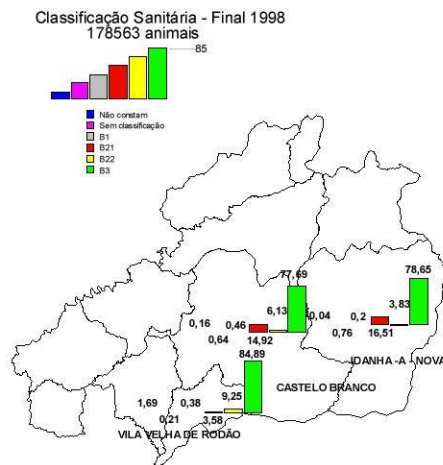 Classificação Sanitária - Final 1998
178563 animais
85
Não constam
Sem classificação
B1
B21
B22
B3
77,69
78,65
6,13
0,04
3,83
0,16
0,46
0,2
0,64
14,92
0,76
16,51
84,89
IDANHA -A - NOVA
CASTELO BRANCO
1,69
0,38
9,25
0,21
3,58
VILA VELHA DE RODÃO